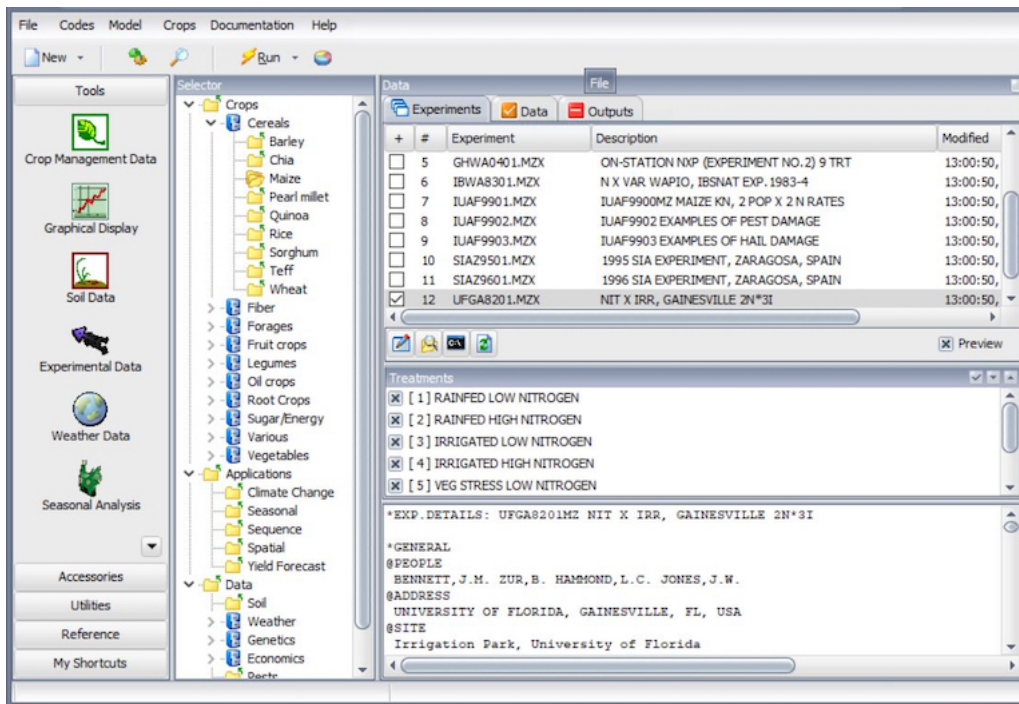 File Codes Model Crops Documentation Help
New Run
Tools
Crop Management Data
Graphical Display
Soil Data
Experimental Data
Weather Data
Seasonal Analysis
Accessories
Utilities
Reference
My Shortcuts
Selector
Crops
Cereals
Barley
Chia
Maize
Pearl millet
Quinoa
Rice
Sorghum
Teff
Wheat
Fiber
Forages
Fruit crops
Legumes
Oil crops
Root Crops
Sugar/Energy
Various
Vegetables
Applications
Climate Change
Seasonal
Sequence
Spatial
Yield Forecast
Data
Soil
Weather
Genetics
Economics
Data File
Experiments Data Outputs
+ # Experiment Description Modified
5 GHWA0401.MZX ON-STATION NXP (EXPERIMENT NO.2) 9 TRT 13:00:50,
6 IBWA8301.MZX N X VAR WAPIO, IBSNAT EXP.1983-4 13:00:50,
7 IUAF9901.MZX IUAF9900MZ MAIZE KN, 2 POP X 2 N RATES 13:00:50,
8 IUAF9902.MZX IUAF9902 EXAMPLES OF PEST DAMAGE 13:00:50,
9 IUAF9903.MZX IUAF9903 EXAMPLES OF HAIL DAMAGE 13:00:50,
10 SIAZ9501.MZX 1995 SIA EXPERIMENT, ZARAGOSA, SPAIN 13:00:50,
11 SIAZ9601.MZX 1996 SIA EXPERIMENT, ZARAGOSA, SPAIN 13:00:50,
12 UFGA8201.MZX NIT X IRR, GAINESVILLE 2N*3I 13:00:50,
Preview
Treatments
[ 1 ] RAINFED LOW NITROGEN
[ 2 ] RAINFED HIGH NITROGEN
[ 3 ] IRRIGATED LOW NITROGEN
[ 4 ] IRRIGATED HIGH NITROGEN
[ 5 ] VEG STRESS LOW NITROGEN
*EXP.DETAILS: UFGA8201MZ NIT X IRR, GAINESVILLE 2N*3I
*GENERAL
@PEOPLE
BENNETT,J.M. ZUR,B. HAMMOND,L.C. JONES,J.W.
@ADDRESS
UNIVERSITY OF FLORIDA, GAINESVILLE, FL, USA
@SITE
Irrigation Park, University of Florida